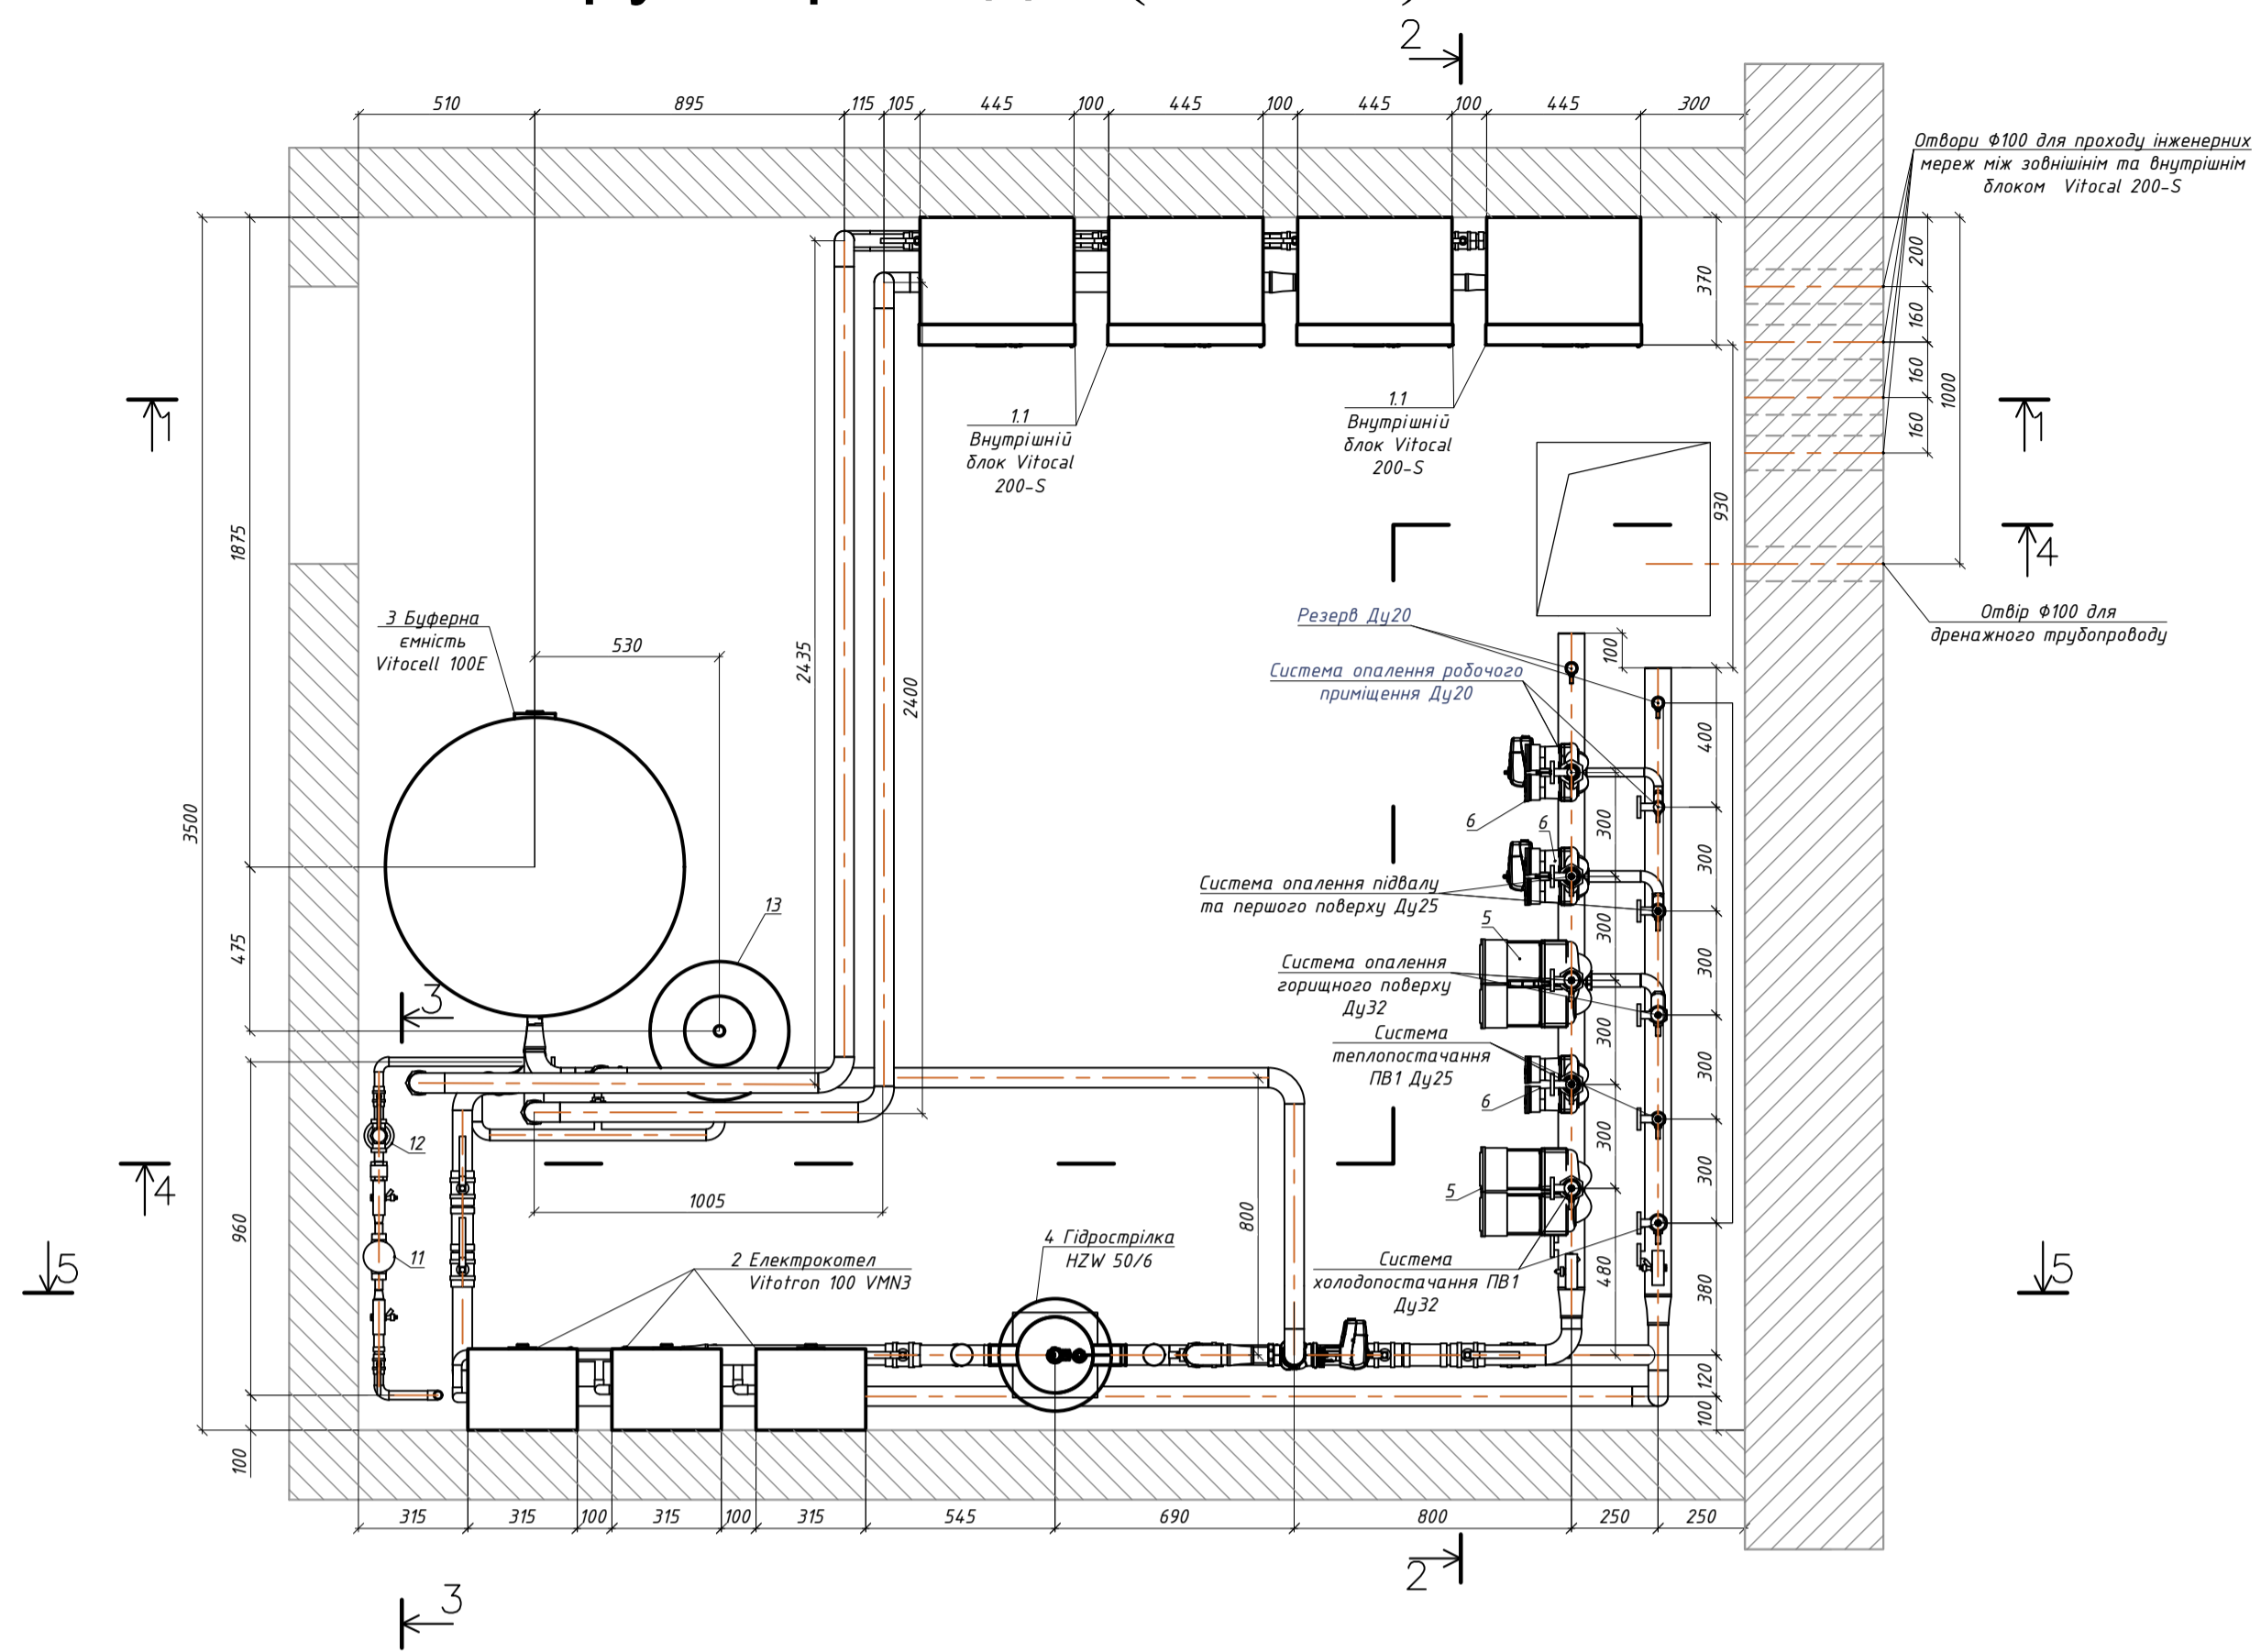 2
510
895
115
105
445
100
445
100
445
100
445
300
Отвори Ф100 для проходу інженерних
мереж між зовнішнім та внутрішнім
блоком Vitocal 200-S
200
160
160
160
1000
370
930
1.1
Внутрішній
блок Vitocal
200-S
1.1
Внутрішній
блок Vitocal
200-S
1
1
4
Отвір Ф100 для
дренажного трубопроводу
3500
1875
475
960
100
3 Буферна
ємність
Vitocell 100E
530
2435
2400
Резерв Ду20
Система опалення робочого
приміщення Ду20
100
400
6
6
300
300
Система опалення підвалу
та першого поверху Ду25
5
300
300
Система опалення
горищного поверху
Ду32
Система
теплопостачання
ПВ1 Ду25
6
300
300
300
300
5
13
3
12
11
4
1005
800
480
380
120
100
2 Електрокотел
Vitotron 100 VMN3
4 Гідрострілка
HZW 50/6
Система
холодопостачання ПВ1
Ду32
5
5
315
315
100
315
100
315
545
690
800
250
250
2
3